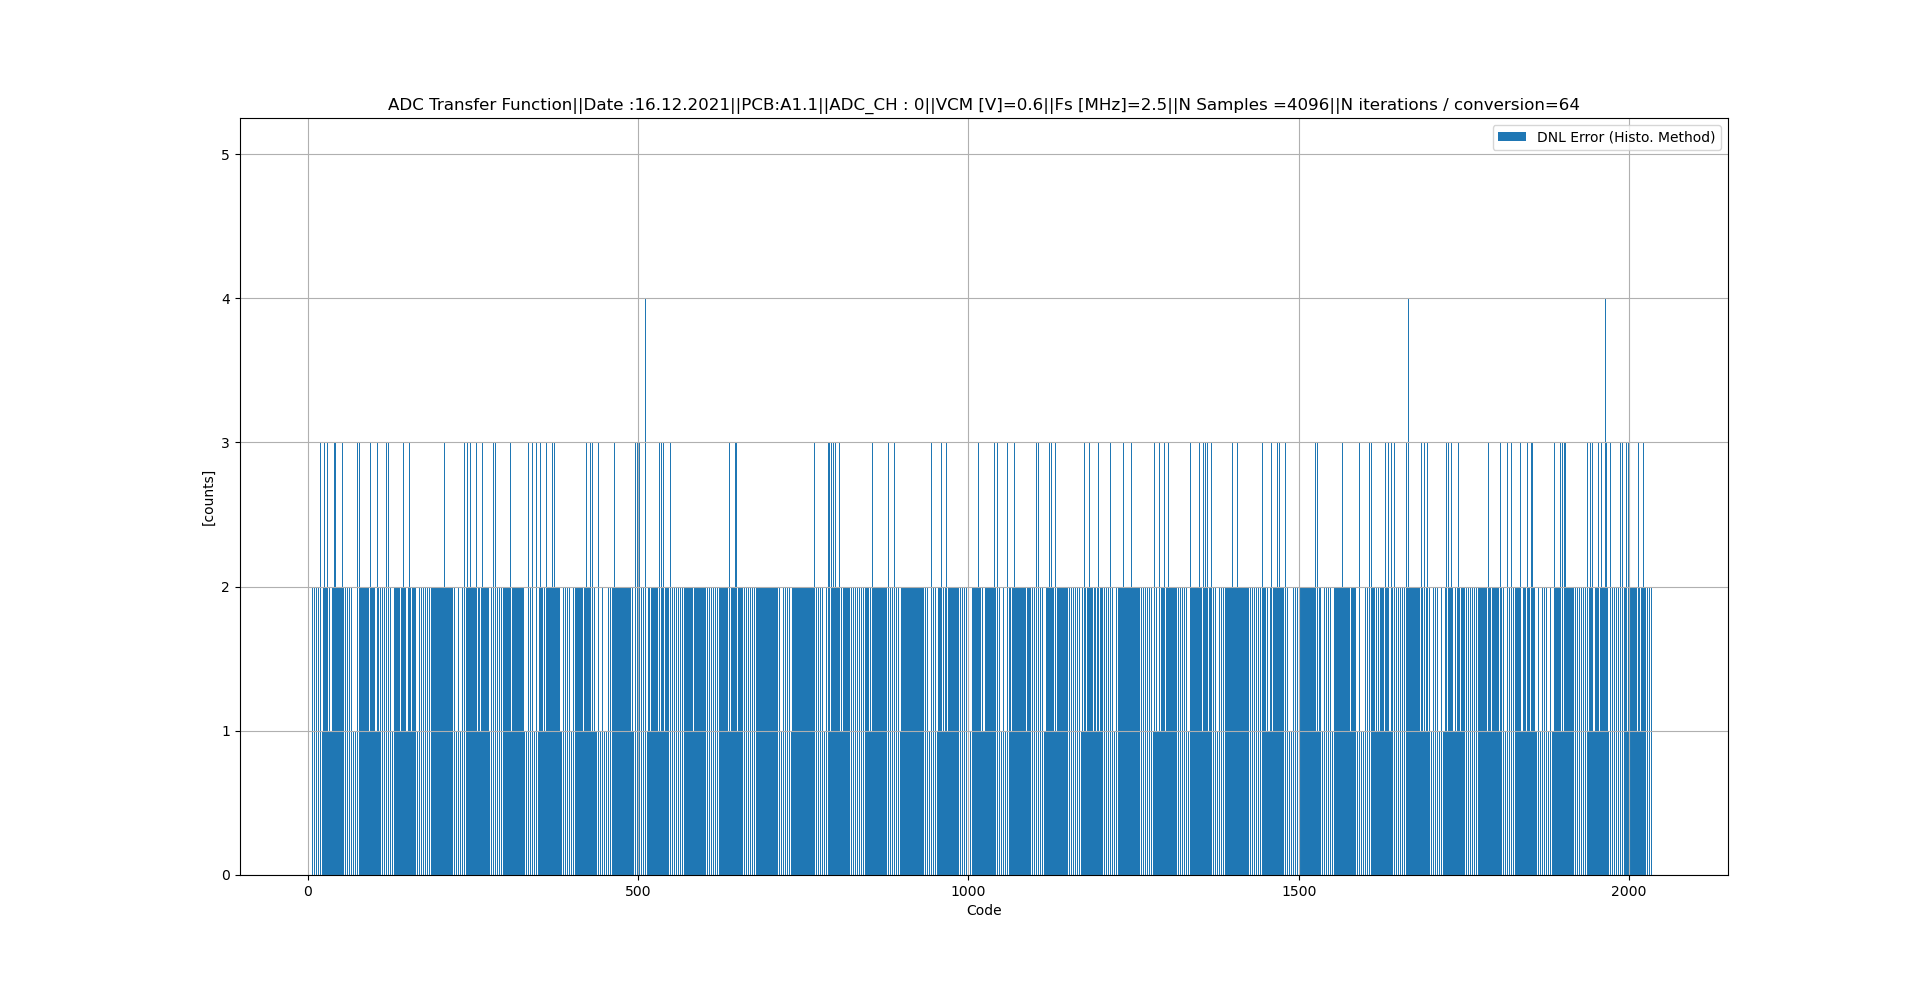 ADC Transfer Function||Date :16.12.2021||PCB:A1.1||ADC_CH : 0||VCM [V]=0.6||Fs [MHz]=2.5||N Samples =4096||N iterations / conversion=64
DNL Error (Histo. Method)
5
4
3
2
1
0
[counts]
0 500 1000 1500 2000
Code